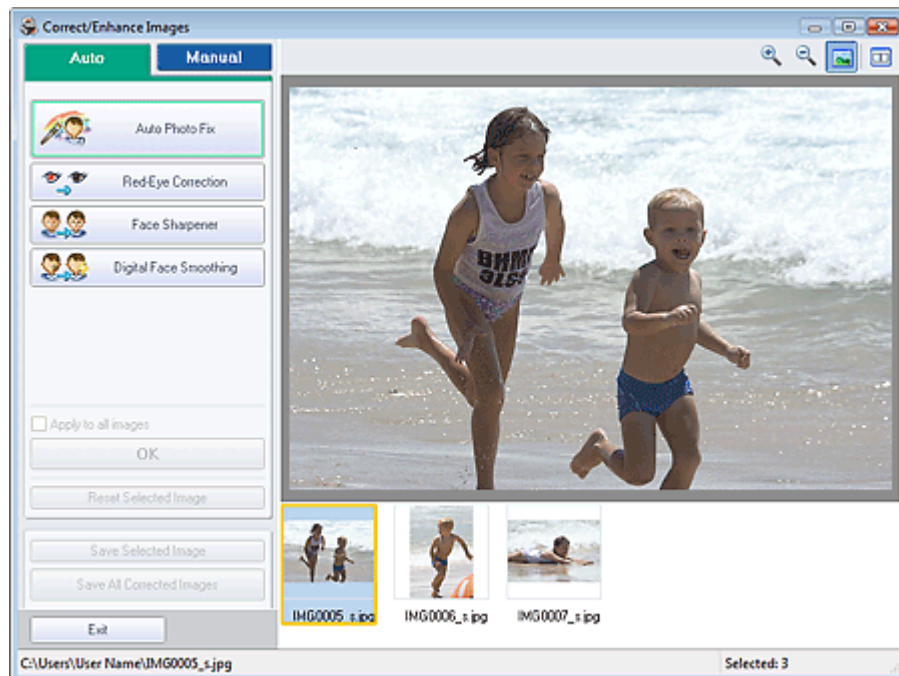 Correct/Enhance Images
Auto
Manual
Auto Photo Fix
Red-Eye Correction
Face Sharpener
Digital Face Smoothing
Apply to all images
OK
Reset Selected Image
Save Selected Image
Save All Corrected Images
Exit
IMG0005_s.jpg
IMG0006_s.jpg
IMG0007_s.jpg
C:\Users\User Name\IMG0005_s.jpg
Selected: 3